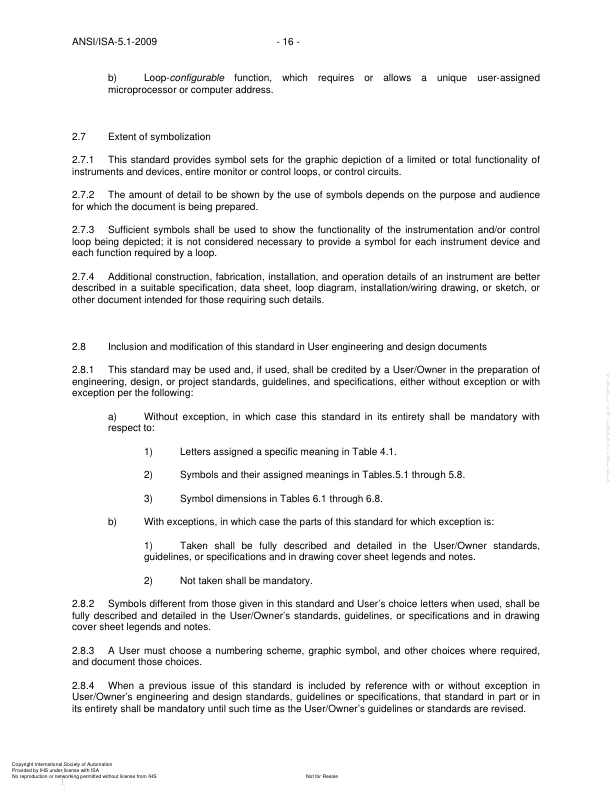 ANSI/ISA-5.1-2009 - 16 -
b) Loop-configurable function, which requires or allows a unique user-assigned
microprocessor or computer address.
2.7 Extent of symbolization
2.7.1 This standard provides symbol sets for the graphic depiction of a limited or total functionality of
instruments and devices, entire monitor or control loops, or control circuits.
2.7.2 The amount of detail to be shown by the use of symbols depends on the purpose and audience
for which the document is being prepared.
2.7.3 Sufficient symbols shall be used to show the functionality of the instrumentation and/or control
loop being depicted; it is not considered necessary to provide a symbol for each instrument device and
each function required by a loop.
2.7.4 Additional construction, fabrication, installation, and operation details of an instrument are better
described in a suitable specification, data sheet, loop diagram, installation/wiring drawing, or sketch, or
other document intended for those requiring such details.
2.8 Inclusion and modification of this standard in User engineering and design documents
2.8.1 This standard may be used and, if used, shall be credited by a User/Owner in the preparation of
engineering, design, or project standards, guidelines, and specifications, either without exception or with
exception per the following:
a) Without exception, in which case this standard in its entirety shall be mandatory with
respect to:
1) Letters assigned a specific meaning in Table 4.1.
2) Symbols and their assigned meanings in Tables.5.1 through 5.8.
3) Symbol dimensions in Tables 6.1 through 6.8.
b) With exceptions, in which case the parts of this standard for which exception is:
1) Taken shall be fully described and detailed in the User/Owner standards,
guidelines, or specifications and in drawing cover sheet legends and notes.
2) Not taken shall be mandatory.
2.8.2 Symbols different from those given in this standard and User's choice letters when used, shall be
fully described and detailed in the User/Owner's standards, guidelines, or specifications and in drawing
cover sheet legends and notes.
2.8.3 A User must choose a numbering scheme, graphic symbol, and other choices where required,
and document those choices.
2.8.4 When a previous issue of this standard is included by reference with or without exception in
User/Owner's engineering and design standards, guidelines or specifications, that standard in part or in
its entirety shall be mandatory until such time as the User/Owner's guidelines or standards are revised.
Copyright International Society of Automation
Provided by IHS under license with ISA
No reproduction or networking permitted without license from IHS Not for Resale